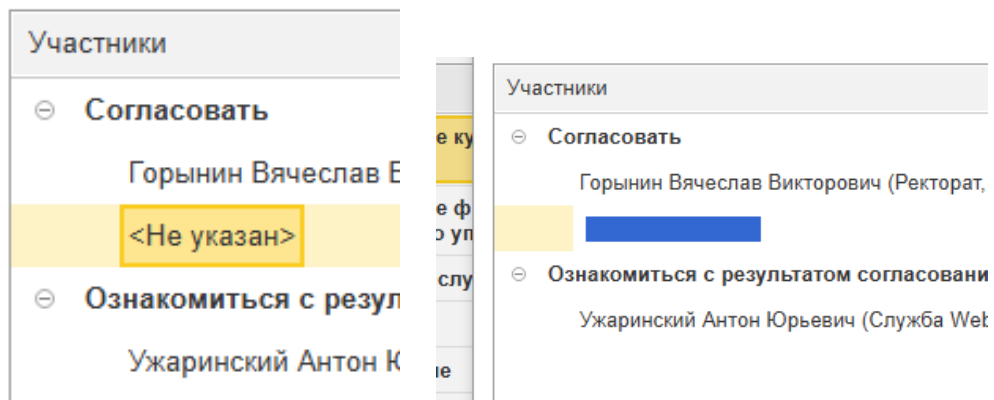 Участники
Согласовать
Горынин Вячеслав
<Не указан>
Ознакомиться с резул
Ужаринский Антон
е ку
е ф
о уп
слу
ие
Участники
Согласовать
Горынин Вячеслав Викторович (Ректорат,
Ознакомиться с результатом согласовани
Ужаринский Антон Юрьевич (Служба Web